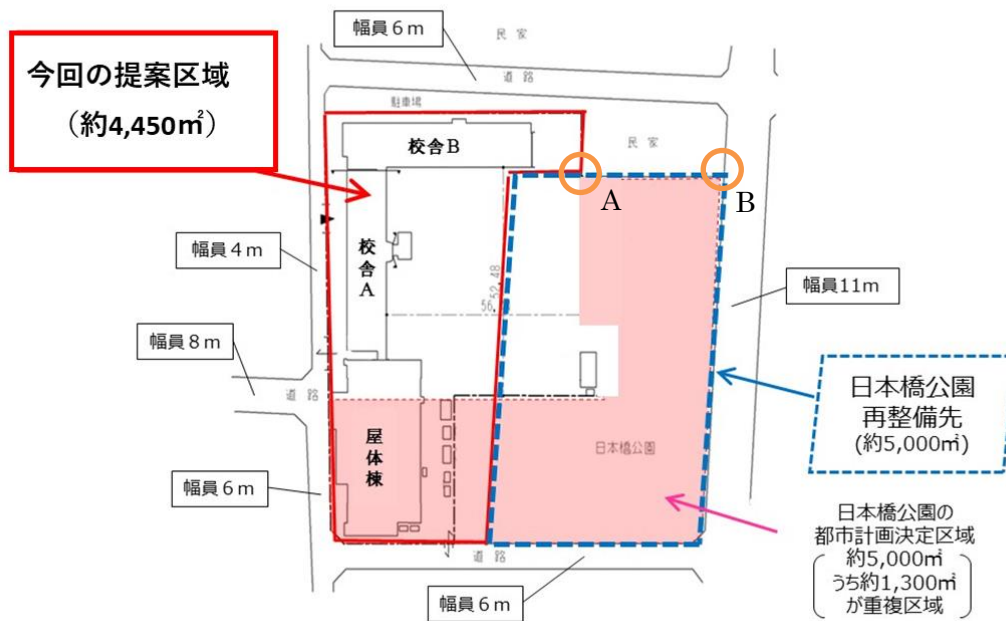 幅員6m
民家
道路
今回の提案区域
(約4,450㎡)
駐車場
校舎B
民家
A
B
校舎A
幅員4m
52.48
56
幅員11m
幅員8m
道路
日本橋公園
再整備先
(約5,000㎡)
屋体棟
日本橋公園
幅員6m
日本橋公園の
都市計画決定区域
約5,000㎡
うち約1,300㎡
が重複区域
道路
幅員6m